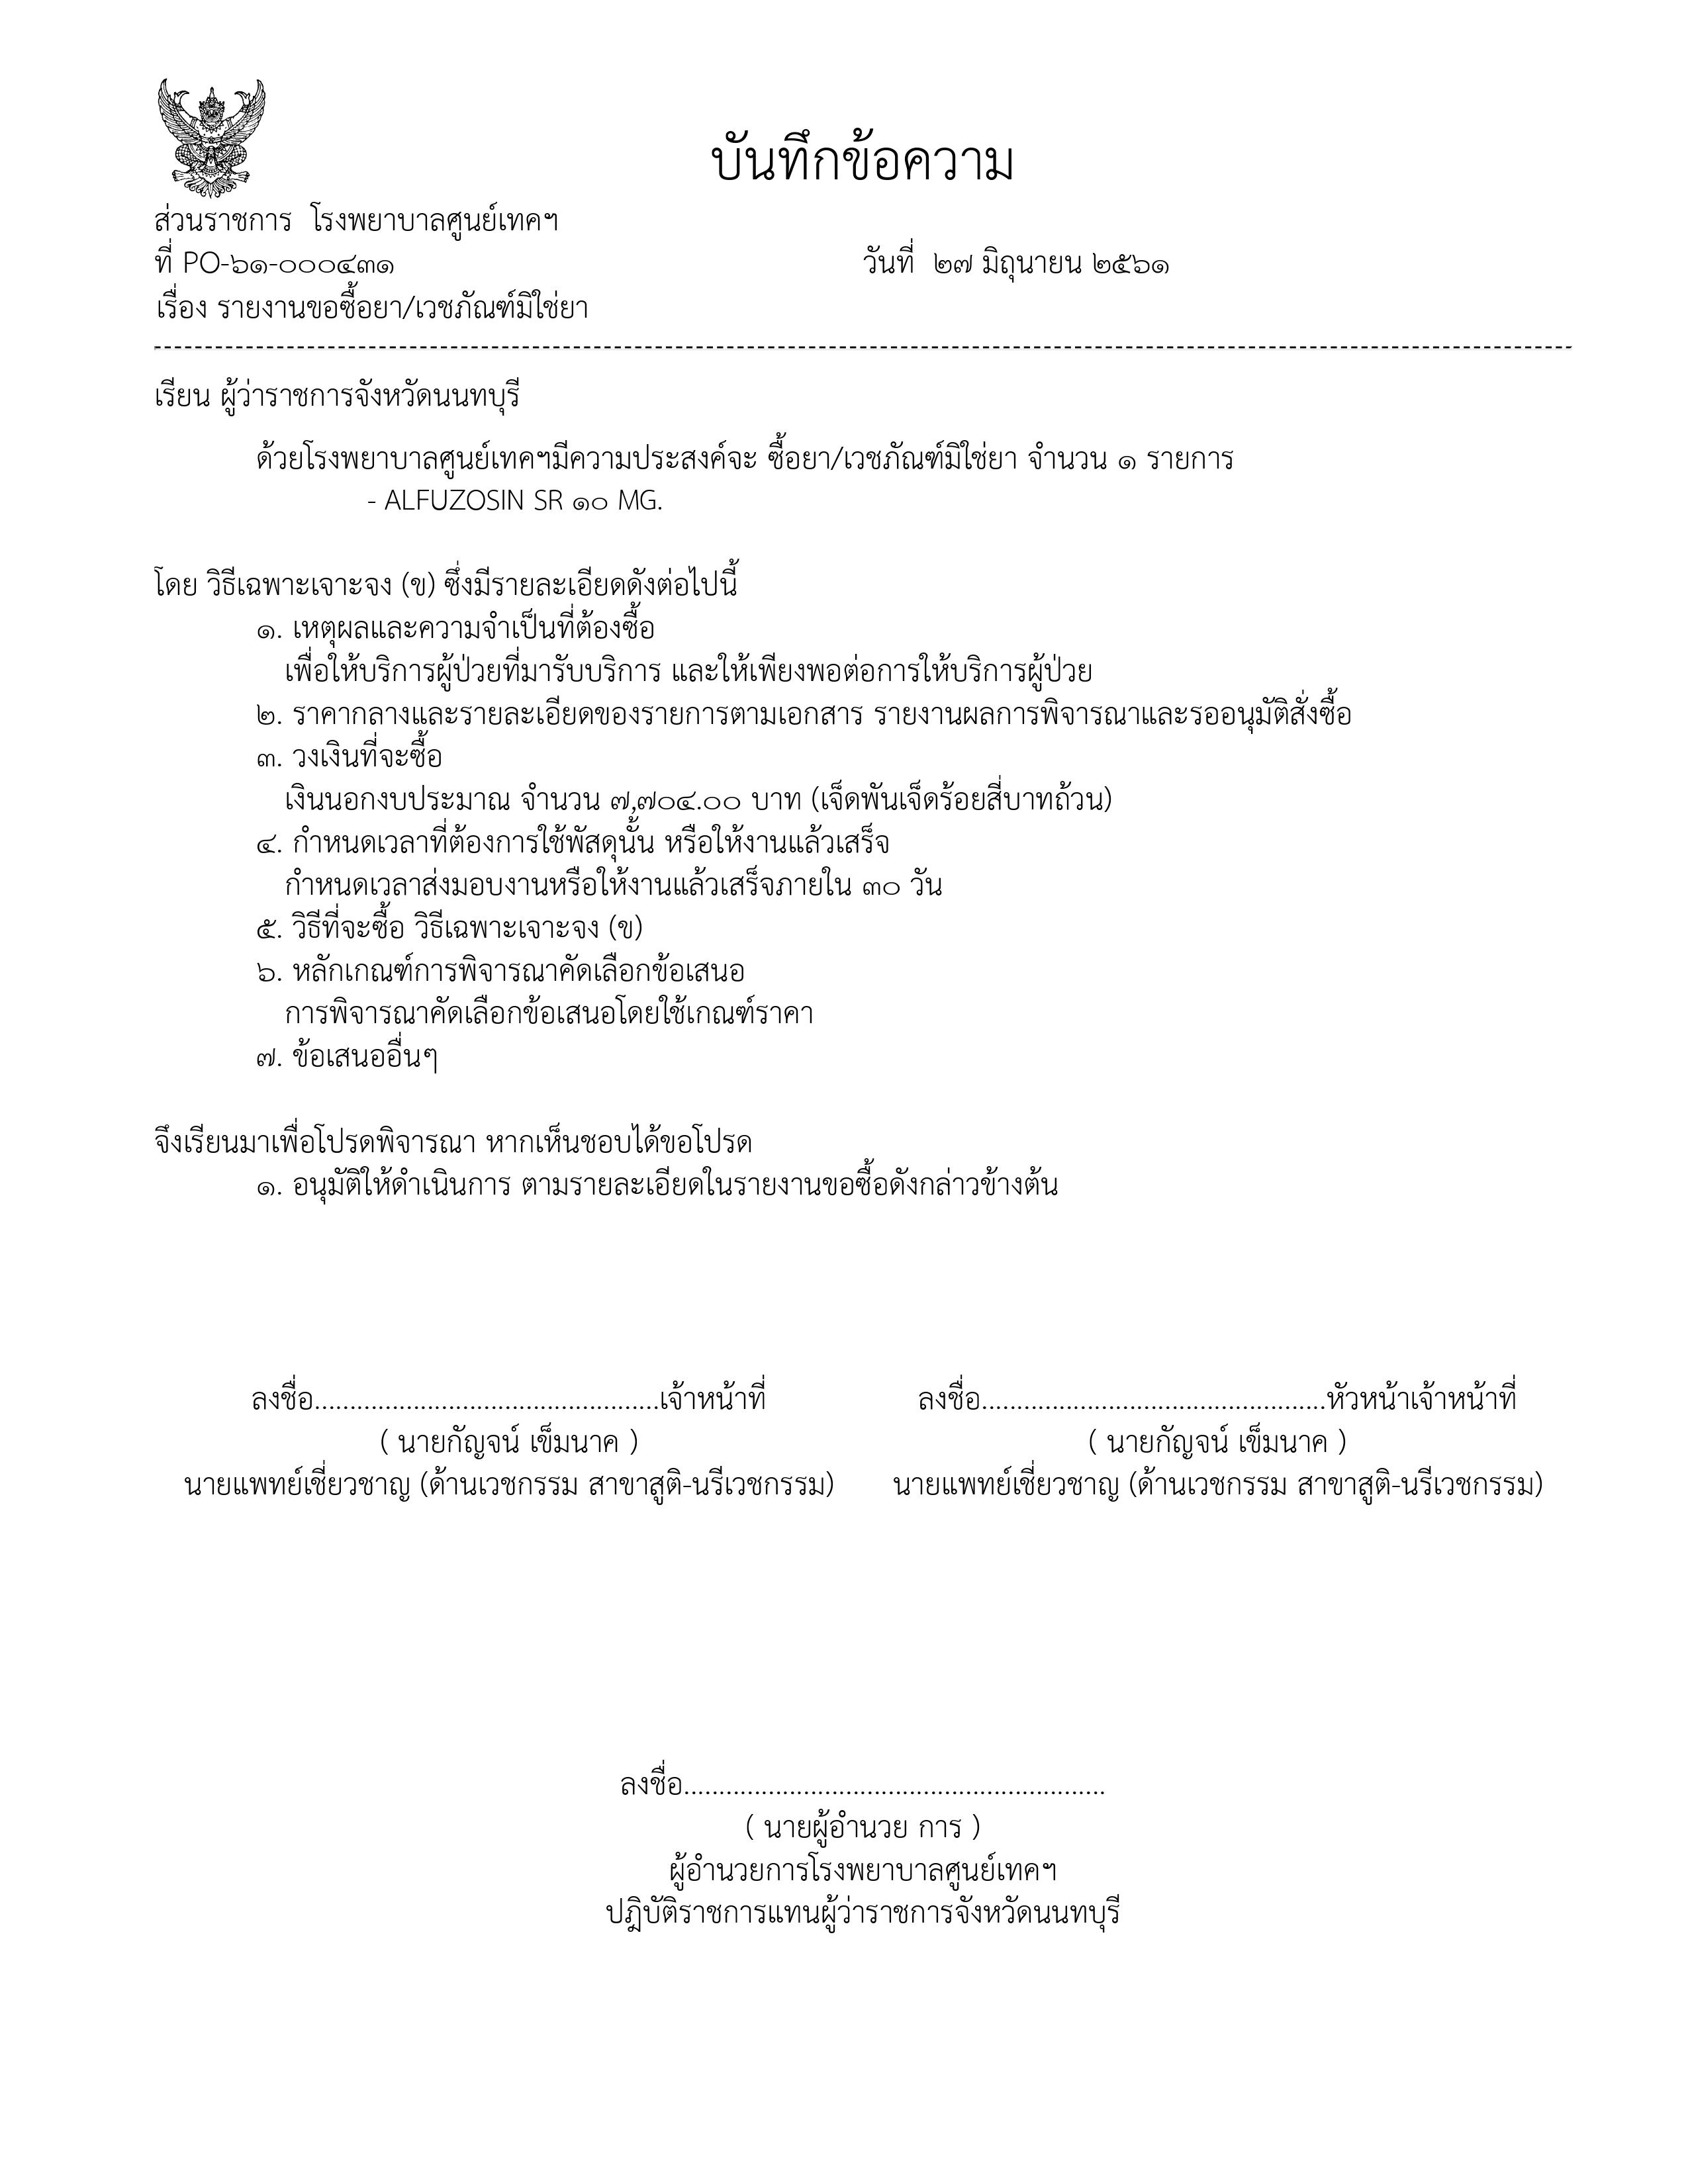 บันทึกข้อความ
ส่วนราชการ โรงพยาบาลศูนย์เทคฯ
ที่ PO-๖๑-๐๐๐๔๓๑ วันที่ ๒๗ มิถุนายน ๒๕๖๑
เรื่อง รายงานขอซื้อยา/เวชภัณฑ์มิใช่ยา
เรียน ผู้ว่าราชการจังหวัดนนทบุรี
ด้วยโรงพยาบาลศูนย์เทคฯมีความประสงค์จะ ซื้อยา/เวชภัณฑ์มิใช่ยา จำนวน ๑ รายการ
- ALFUZOSIN SR ๑๐ MG.
โดย วิธีเฉพาะเจาะจง (ข) ซึ่งมีรายละเอียดดังต่อไปนี้
๑. เหตุผลและความจำเป็นที่ต้องซื้อ
เพื่อให้บริการผู้ป่วยที่มารับบริการ และให้เพียงพอต่อการให้บริการผู้ป่วย
๒. ราคากลางและรายละเอียดของรายการตามเอกสาร รายงานผลการพิจารณาและรออนุมัติสั่งซื้อ
๓. วงเงินที่จะซื้อ
เงินนอกงบประมาณ จำนวน ๗,๗๐๔.๐๐ บาท (เจ็ดพันเจ็ดร้อยสี่บาทถ้วน)
๔. กำหนดเวลาที่ต้องการใช้พัสดุนั้น หรือให้งานแล้วเสร็จ
กำหนดเวลาส่งมอบงานหรือให้งานแล้วเสร็จภายใน ๓๐ วัน
๕. วิธีที่จะซื้อ วิธีเฉพาะเจาะจง (ข)
๖. หลักเกณฑ์การพิจารณาคัดเลือกข้อเสนอ
การพิจารณาคัดเลือกข้อเสนอโดยใช้เกณฑ์ราคา
๗. ข้อเสนออื่นๆ
จึงเรียนมาเพื่อโปรดพิจารณา หากเห็นชอบได้ขอโปรด
๑. อนุมัติให้ดำเนินการ ตามรายละเอียดในรายงานขอซื้อดังกล่าวข้างต้น
ลงชื่อ.................................................เจ้าหน้าที่ ลงชื่อ.................................................หัวหน้าเจ้าหน้าที่
( นายกัญจน์ เข็มนาค ) ( นายกัญจน์ เข็มนาค )
นายแพทย์เชี่ยวชาญ (ด้านเวชกรรม สาขาสูติ-นรีเวชกรรม) นายแพทย์เชี่ยวชาญ (ด้านเวชกรรม สาขาสูติ-นรีเวชกรรม)
ลงชื่อ............................................................
( นายผู้อำนวย การ )
ผู้อำนวยการโรงพยาบาลศูนย์เทคฯ
ปฎิบัติราชการแทนผู้ว่าราชการจังหวัดนนทบุรี